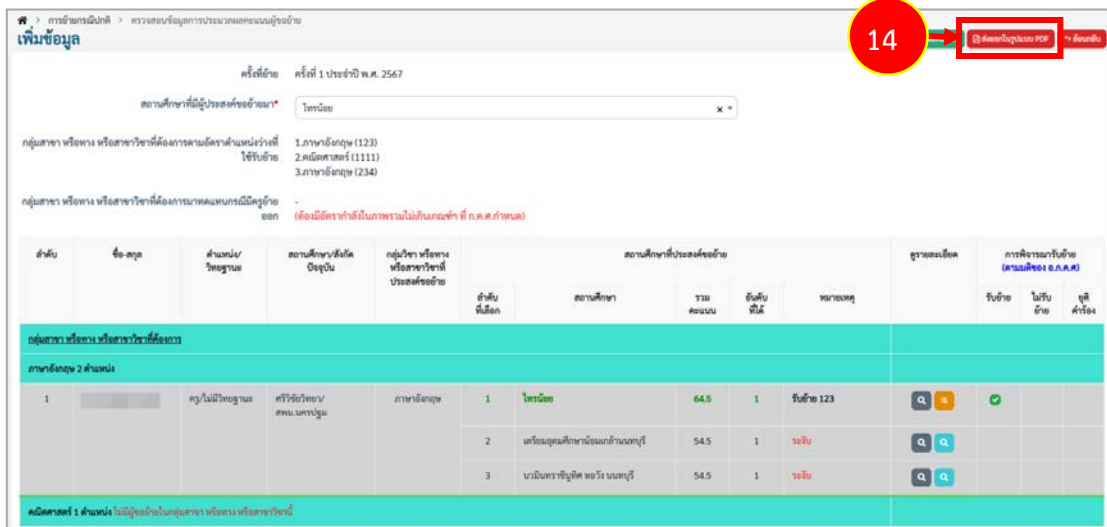 การย้ายกรณีปกติ > ตรวจสอบข้อมูลการประมวลผลคะแนนผู้ขอย้าย
เพิ่มข้อมูล
14
ส่งออกในรูปแบบ PDF
ย้อนกลับ
ครั้งที่ย้าย ครั้งที่ 1 ประจำปี พ.ศ. 2567
สถานศึกษาที่มีผู้ประสงค์ขอย้ายมา* ไทรน้อย
กลุ่มสาขา หรือทาง หรือสาขาวิชาที่ต้องการตามอัตราตำแหน่งว่างที่
ใช้รับย้าย
1.ภาษาอังกฤษ (123)
2.คณิตศาสตร์ (1111)
3.ภาษาอังกฤษ (234)
กลุ่มสาขา หรือทาง หรือสาขาวิชาที่ต้องการมาทดแทนกรณีมีครูย้าย
ออก
-
(ต้องมีอัตรากำลังในภาพรวมไม่เกินเกณฑ์ฯ ที่ ก.ค.ศ.กำหนด)
ลำดับ ชื่อ-สกุล ตำแหน่ง/ สถานศึกษา/สังกัด กลุ่มวิชา หรือทาง สถานศึกษาที่ประสงค์ขอย้าย ดูรายละเอียด การพิจารณารับย้าย
วิทยฐานะ ปัจจุบัน หรือสาขาวิชาที่ (ตามมติของ อ.ก.ค.ศ)
ประสงค์ขอย้าย
ลำดับ สถานศึกษา รวม อันดับ หมายเหตุ รับย้าย ไม่รับ ยุติ
ที่เลือก คะแนน ที่ได้ ย้าย คำร้อง
กลุ่มสาขา หรือทาง หรือสาขาวิชาที่ต้องการ
ภาษาอังกฤษ 2 ตำแหน่ง
1 ครู/ไม่มีวิทยฐานะ ศรีวิชัยวิทยา/ ภาษาอังกฤษ 1 ไทรน้อย 64.5 1 รับย้าย 123
สพม.นครปฐม
2 เตรียมอุดมศึกษาน้อมเกล้านนทบุรี 54.5 1 ระงับ
3 นวมินทราชินูทิศ หอวัง นนทบุรี 54.5 1 ระงับ
คณิตศาสตร์ 1 ตำแหน่ง ไม่มีผู้ขอย้ายในกลุ่มสาขา หรือทาง หรือสาขาวิชานี้